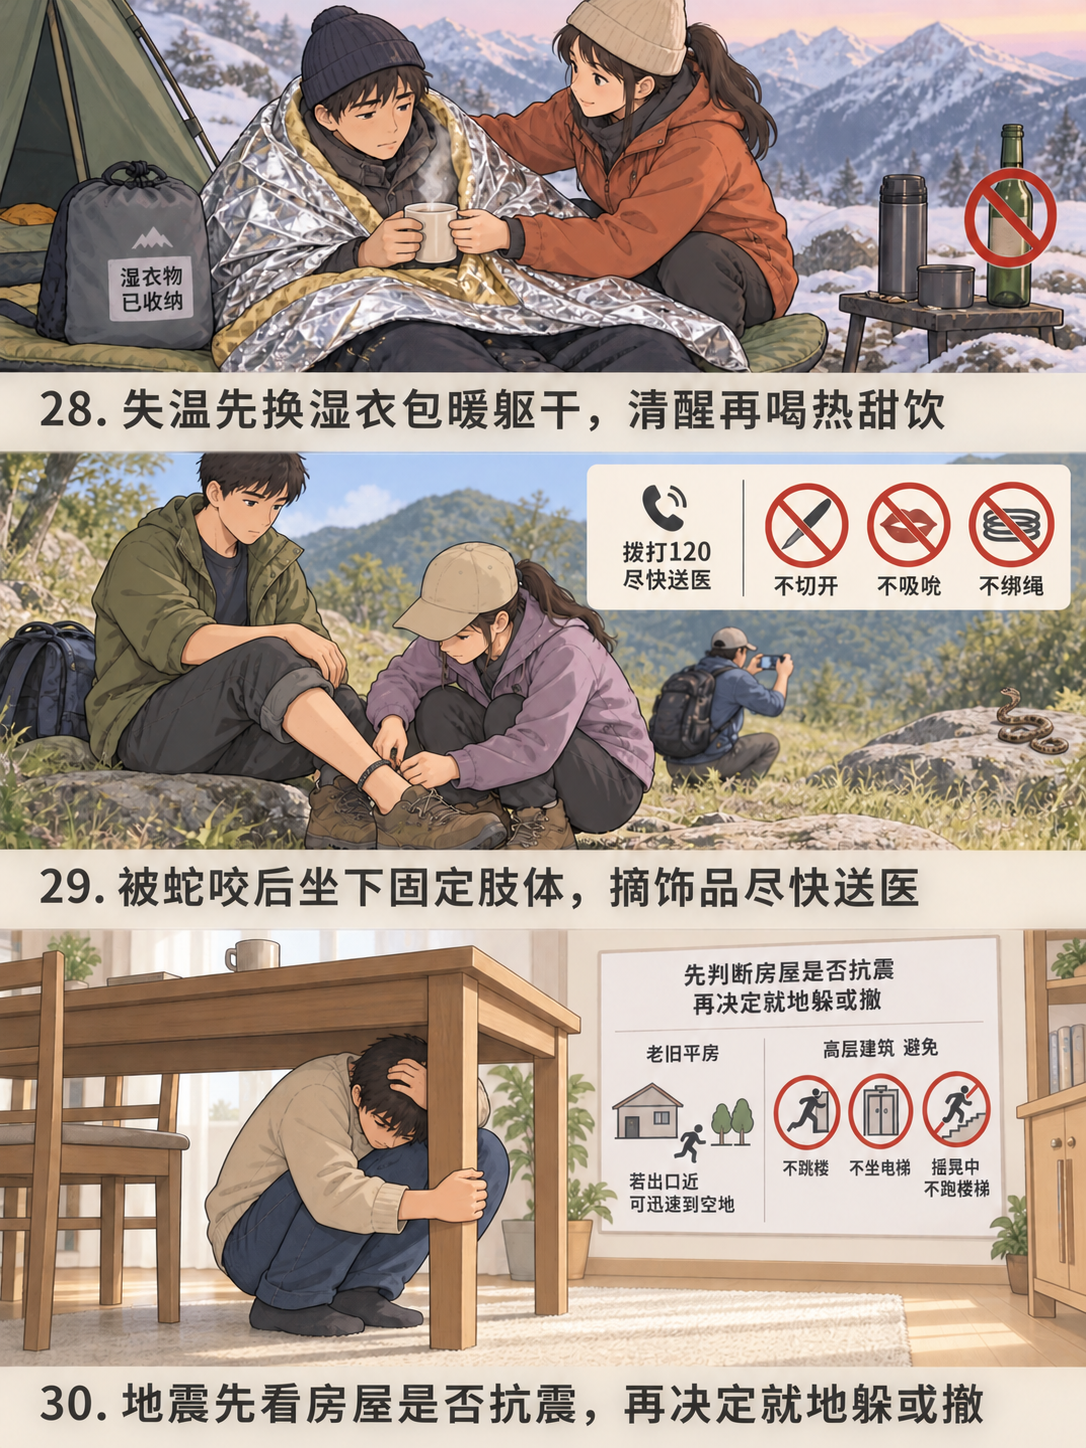 湿衣物
已收纳
28. 失温先换湿衣包暖躯干，清醒再喝热甜饮
拨打120
尽快送医
不切开
不吸吮
不绑绳
29. 被蛇咬后坐下固定肢体，摘饰品尽快送医
先判断房屋是否抗震
再决定就地躲或撤
老旧平房
若出口近
可迅速到空地
高层建筑 避免
不跳楼
不坐电梯
摇晃中
不跑楼梯
30. 地震先看房屋是否抗震，再决定就地躲或撤